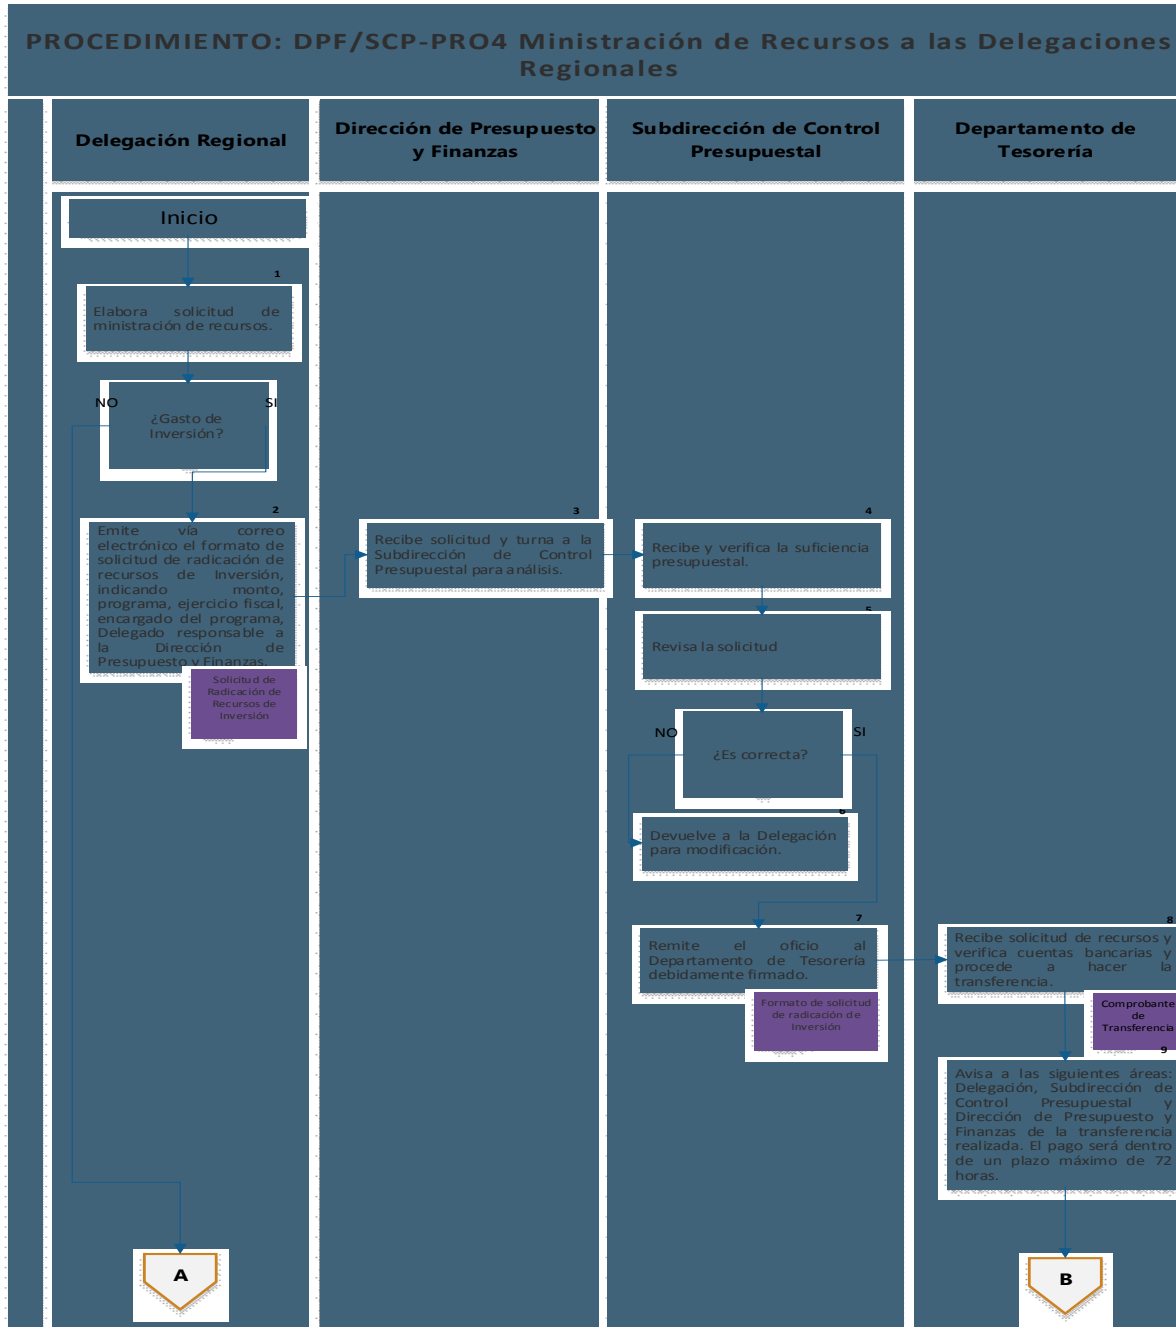 PROCEDIMIENTO: DPF/SCP-PRO4 Ministración de Recursos a las Delegaciones
Regionales
Delegación Regional
Dirección de Presupuesto
y Finanzas
Subdirección de Control
Presupuestal
Departamento de
Tesorería
Inicio
1
Elabora solicitud de
ministración de recursos.
NO
SI
¿Gasto de
Inversión?
2
Emite vía correo
electrónico el formato de
solicitud de radicación de
recursos de Inversión,
indicando monto,
programa, ejercicio fiscal,
encargado del programa,
Delegado responsable a
la Dirección de
Presupuesto y Finanzas.
Solicitud de
Radicación de
Recursos de
Inversión
3
Recibe solicitud y turna a la
Subdirección de Control
Presupuestal para análisis.
4
Recibe y verifica la suficiencia
presupuestal.
5
Revisa la solicitud
NO
SI
¿Es correcta?
6
Devuelve a la Delegación
para modificación.
7
Remite el oficio al
Departamento de Tesorería
debidamente firmado.
Formato de solicitud
de radicación de
Inversión
8
Recibe solicitud de recursos y
verifica cuentas bancarias y
procede a hacer la
transferencia.
Comprobante
de
Transferencia
9
Avisa a las siguientes áreas:
Delegación, Subdirección de
Control Presupuestal y
Dirección de Presupuesto y
Finanzas de la transferencia
realizada. El pago será dentro
de un plazo máximo de 72
horas.
A
B